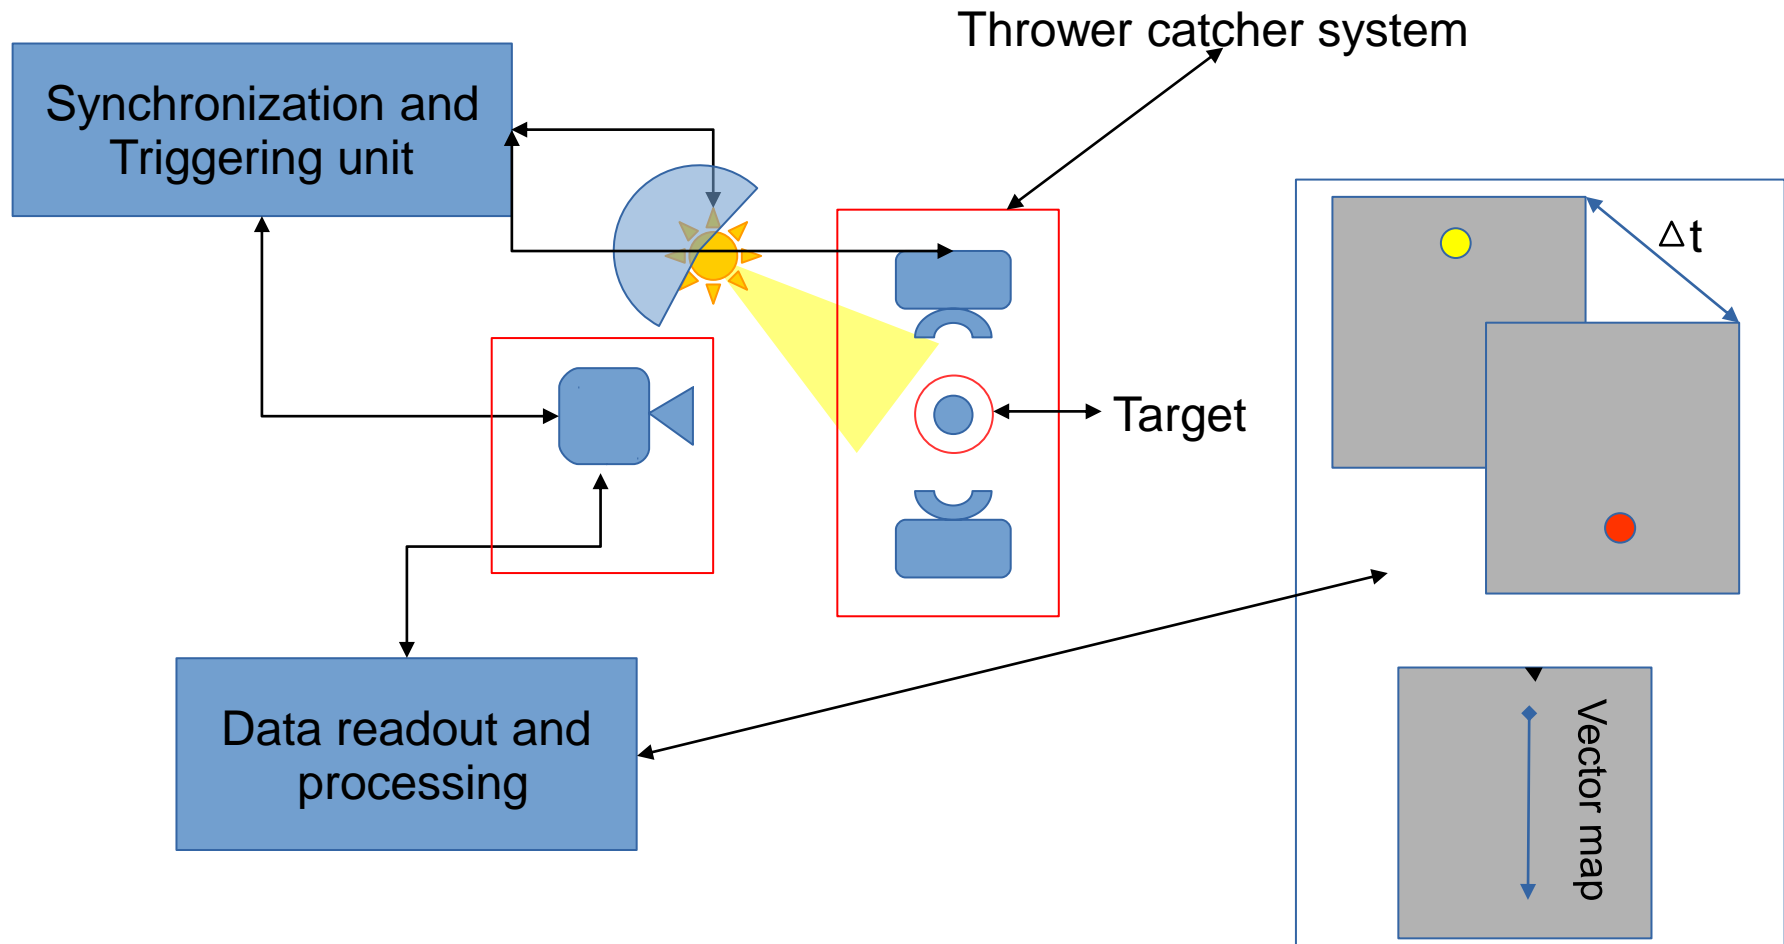 Thrower catcher system
Synchronization and
Triggering unit
Δt
Target
Data readout and
processing
Vector map